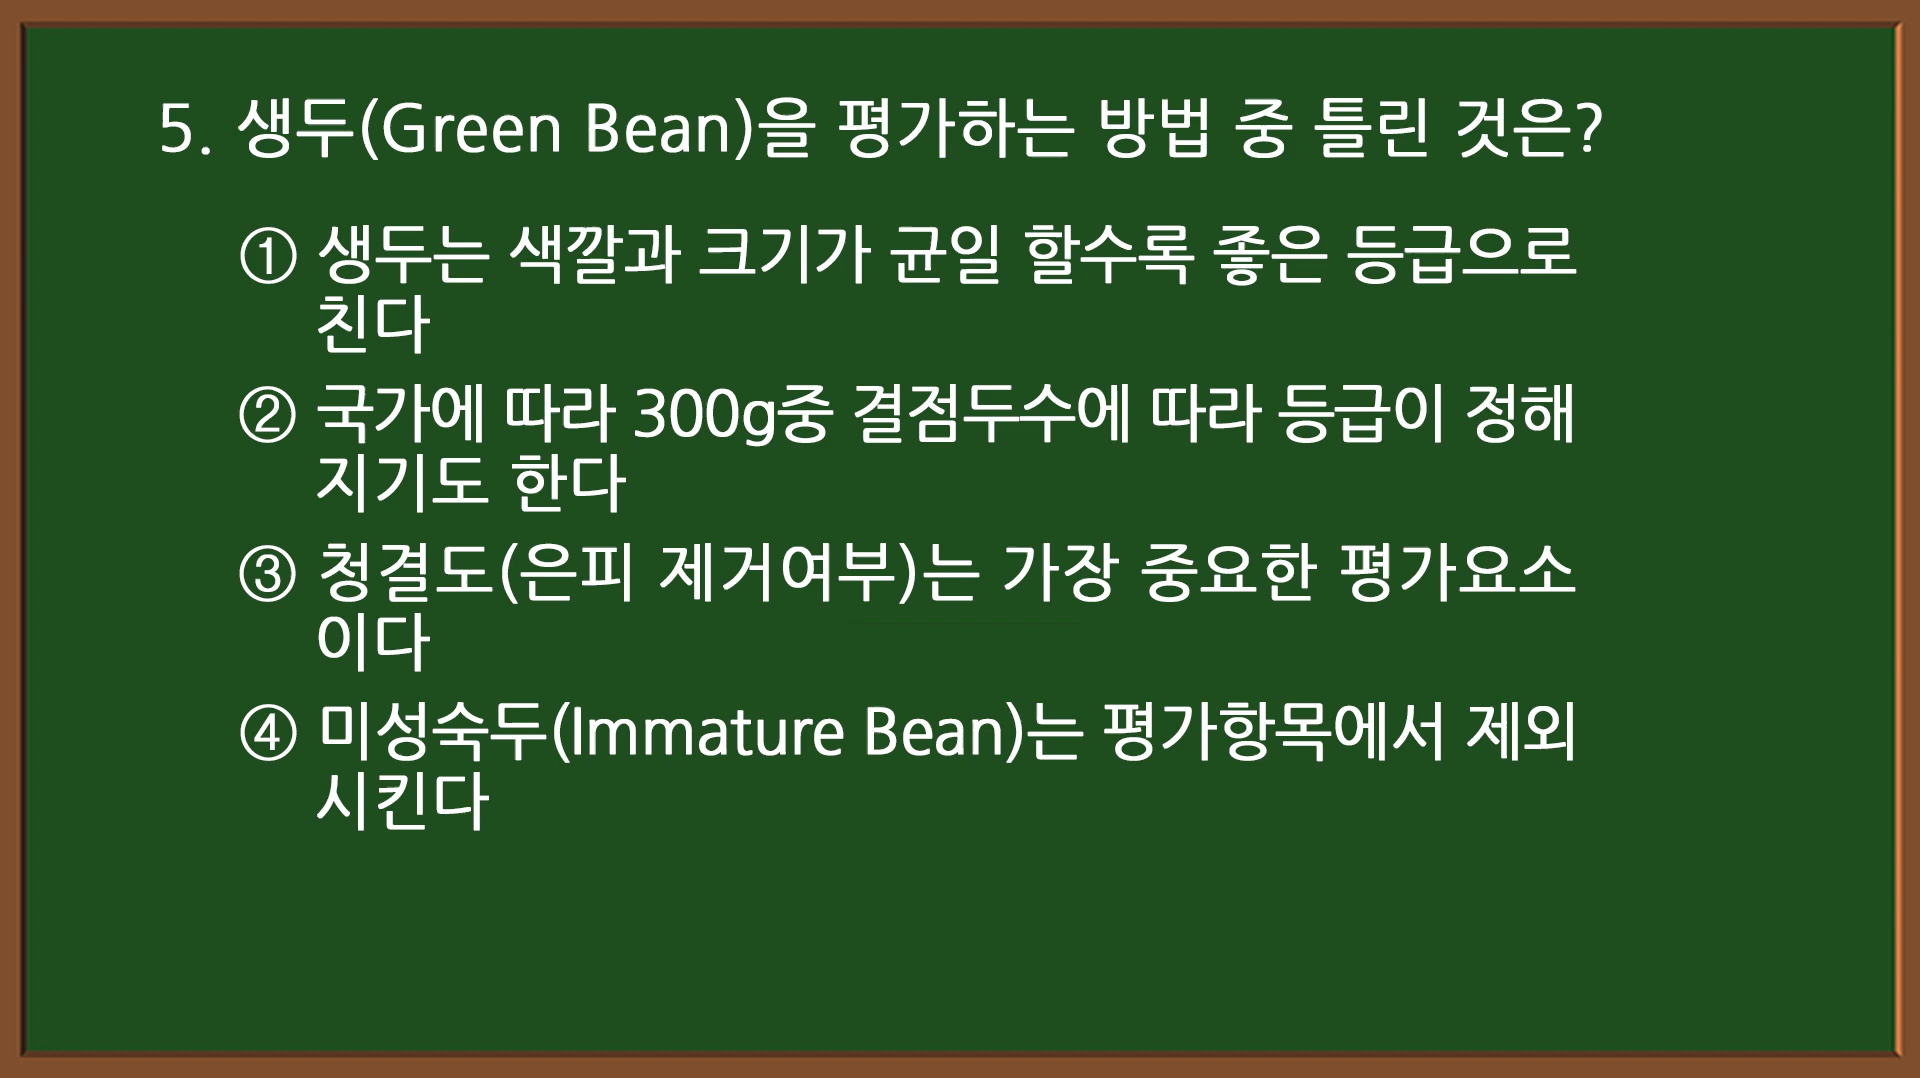 5. 생두(Green Bean)을 평가하는 방법 중 틀린 것은?
① 생두는 색깔과 크기가 균일 할수록 좋은 등급으로
친다
② 국가에 따라 300g중 결점두수에 따라 등급이 정해
지기도 한다
③ 청결도(은피 제거여부)는 가장 중요한 평가요소
이다
④ 미성숙두(Immature Bean)는 평가항목에서 제외
시킨다